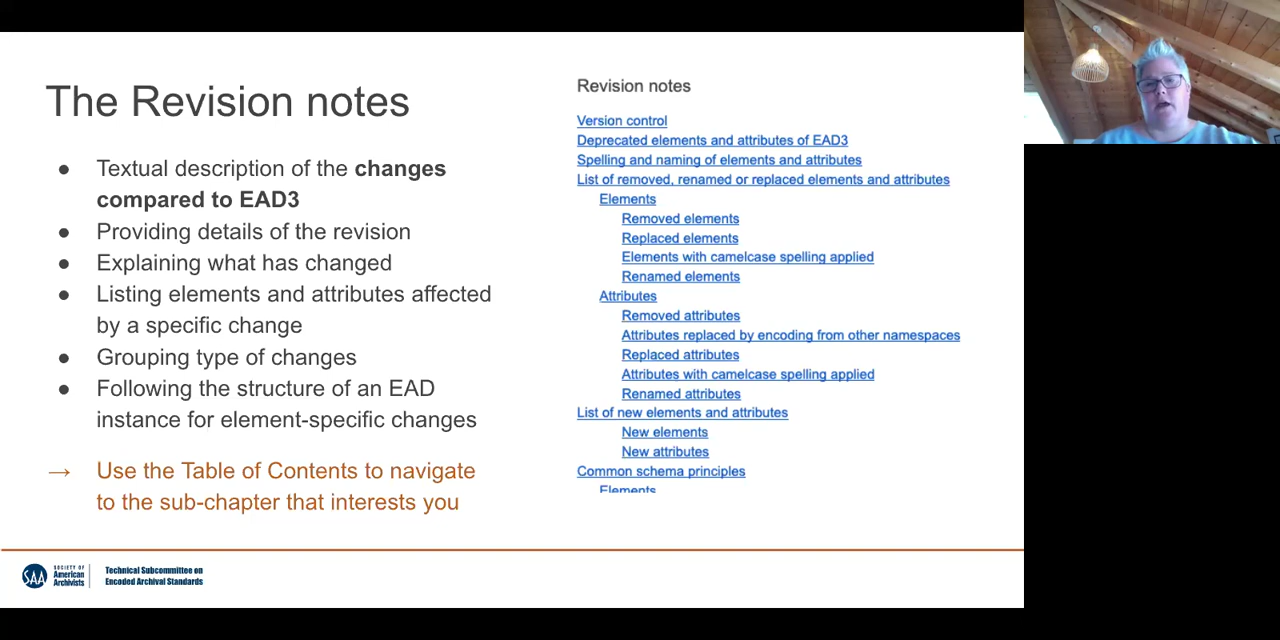 The Revision notes
● Textual description of the changes
compared to EAD3
● Providing details of the revision
● Explaining what has changed
● Listing elements and attributes affected
by a specific change
● Grouping type of changes
● Following the structure of an EAD
instance for element-specific changes
→ Use the Table of Contents to navigate
to the sub-chapter that interests you
Revision notes
Version control
Deprecated elements and attributes of EAD3
Spelling and naming of elements and attributes
List of removed, renamed or replaced elements and attributes
Elements
Removed elements
Replaced elements
Elements with camelcase spelling applied
Renamed elements
Attributes
Removed attributes
Attributes replaced by encoding from other namespaces
Replaced attributes
Attributes with camelcase spelling applied
Renamed attributes
List of new elements and attributes
New elements
New attributes
Common schema principles
Elements
SAA
SOCIETY OF
American
Archivists
Technical Subcommittee on
Encoded Archival Standards